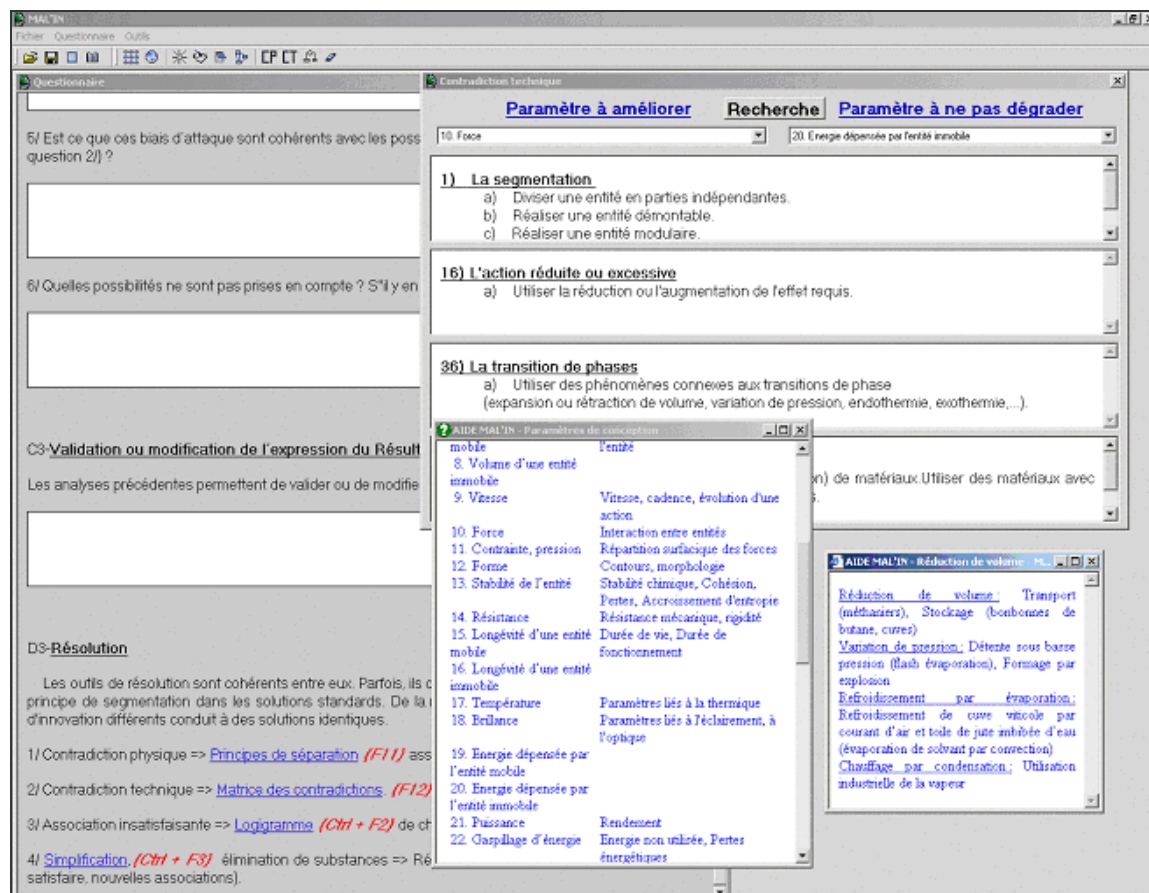 MAL'IN
Fichier Questionnaire Outils
CP CT
Questionnaire
5/ Est ce que ces biais d'attaque sont cohérents avec les poss
question 2/) ?
6/ Quelles possibilités ne sont pas prises en compte ? S"il y en
C3-Validation ou modification de l'expression du Résult
Les analyses précédentes permettent de valider ou de modifie
D3-Résolution
Les outils de résolution sont cohérents entre eux. Parfois, ils c
principe de segmentation dans les solutions standards. De la
d'innovation différents conduit à des solutions identiques.
1/ Contradiction physique => Principes de séparation (F11) ass
2/ Contradiction technique => Matrice des contradictions. (F12)
3/ Association insatisfaisante => Logigramme (Ctrl + F2) de ch
4/ Simplification, (Ctrl + F3) élimination de substances => Ré
satisfaire, nouvelles associations).
Contradiction technique
Paramètre à améliorer Recherche Paramètre à ne pas dégrader
10. Force 20. Energie dépensée par l'entité immobile
1) La segmentation
a) Diviser une entité en parties indépendantes.
b) Réaliser une entité démontable.
c) Réaliser une entité modulaire.
16) L'action réduite ou excessive
a) Utiliser la réduction ou l'augmentation de l'effet requis.
36) La transition de phases
a) Utiliser des phénomènes connexes aux transitions de phase
(expansion ou rétraction de volume, variation de pression, endothermie, exothermie,...).
on) de matériaux.Utiliser des matériaux avec
s.
AIDE MAL'IN - Paramètres de conception
mobile l'entité
8. Volume d'une entité
immobile
9. Vitesse Vitesse, cadence, évolution d'une
action
10. Force Interaction entre entités
11. Contrainte, pression Répartition surfacique des forces
12. Forme Contours, morphologie
13. Stabilité de l'entité Stabilité chimique, Cohésion,
Pertes, Accroissement d'entropie
14. Résistance Résistance mécanique, rigidité
15. Longévité d'une entité Durée de vie, Durée de
mobile fonctionnement
16. Longévité d'une entité
immobile
17. Température Paramètres liés à la thermique
18. Brillance Paramètres liés à l'éclairement, à
l'optique
19. Energie dépensée par
l'entité mobile
20. Energie dépensée par
l'entité immobile
21. Puissance Rendement
22. Gaspillage d'énergie Energie non utilisée, Pertes
énergétiques
AIDE MAL'IN - Réduction de volume M...
Réduction de volume : Transport
(méthaniers), Stockage (bonbonnes de
butane, cuves)
Variation de pression : Détente sous basse
pression (flash évaporation), Formage par
explosion
Refroidissement par évaporation :
Refroidissement de cuve viticole par
courant d'air et toile de jute imbibée d'eau
(évaporation de solvant par convection)
Chauffage par condensation : Utilisation
industrielle de la vapeur